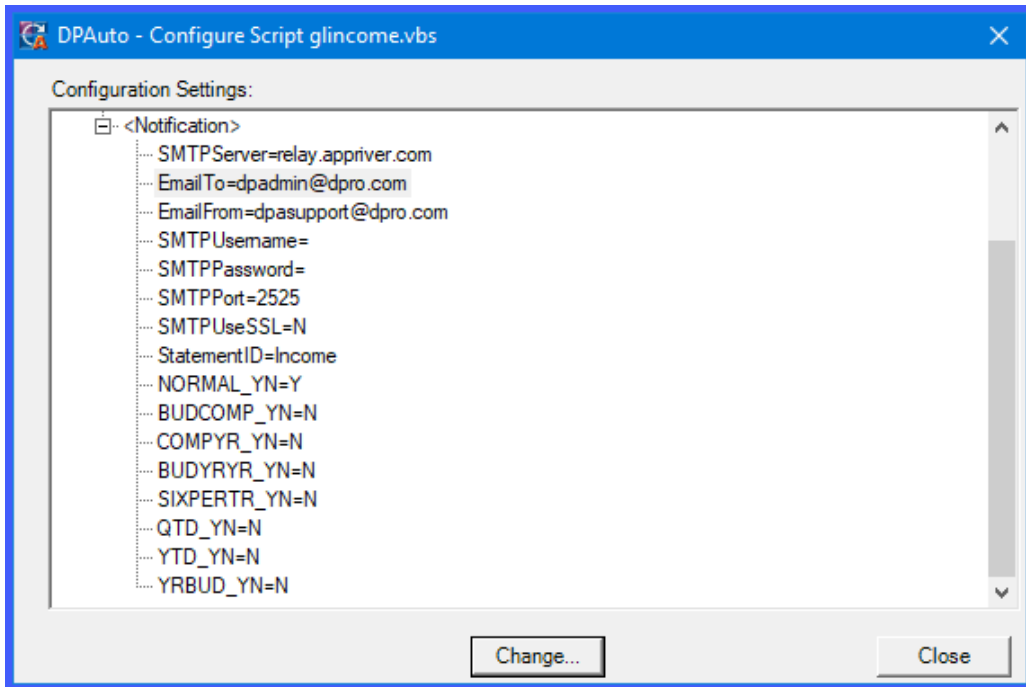 DPAuto - Configure Script glincome.vbs
Configuration Settings:
<Notification>
SMTPServer=relay.appriver.com
EmailTo=dpadmin@dpro.com
EmailFrom=dpasupport@dpro.com
SMTPUsername=
SMTPPassword=
SMTPPort=2525
SMTPUseSSL=N
StatementID=Income
NORMAL_YN=Y
BUDCOMP_YN=N
COMPYR_YN=N
BUDYRYR_YN=N
SIXPERTR_YN=N
QTD_YN=N
YTD_YN=N
YRBUD_YN=N
Change...
Close